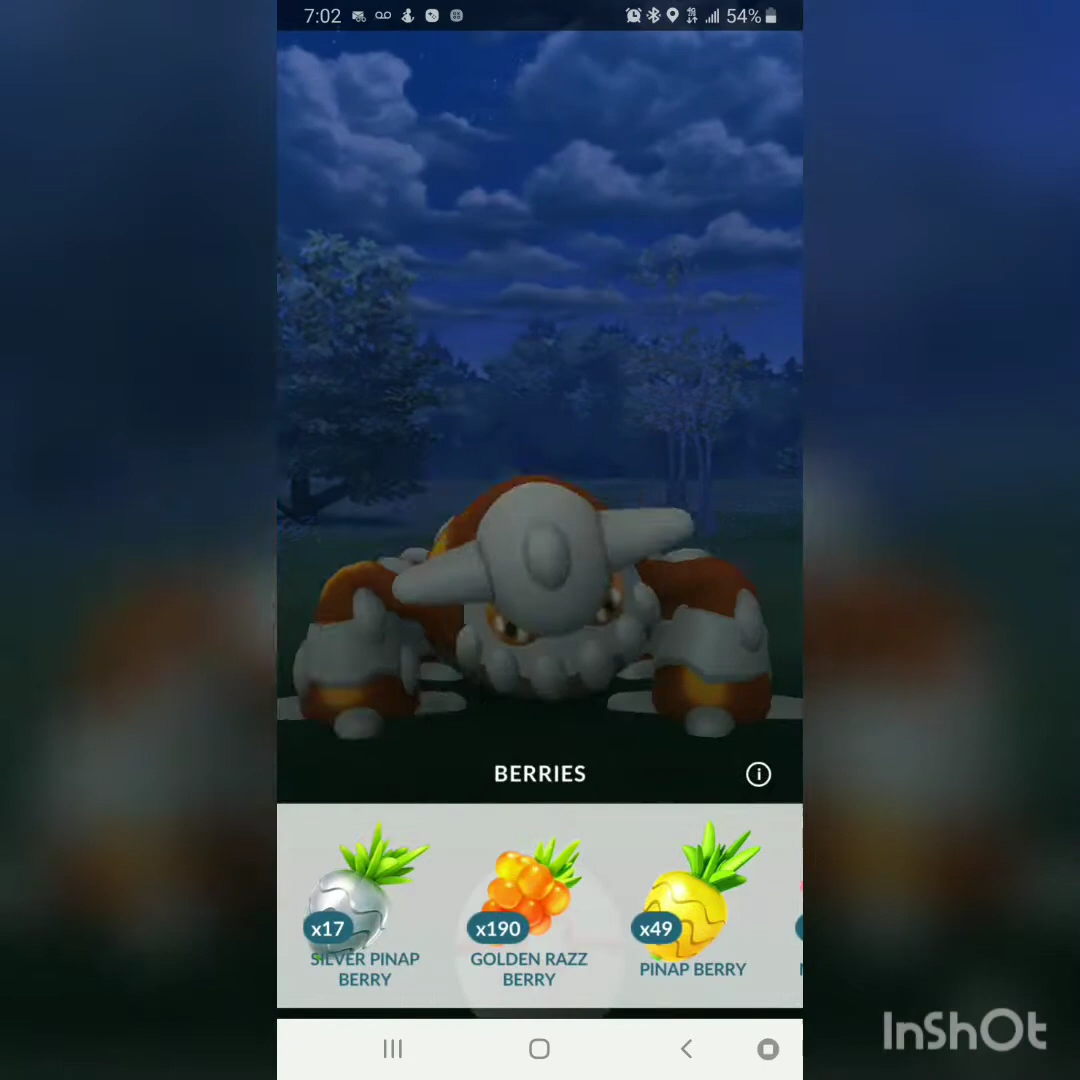 7:02
54%
BERRIES
x17
x190
x49
SILVER PINAP
BERRY
GOLDEN RAZZ
BERRY
PINAP BERRY
InShOt